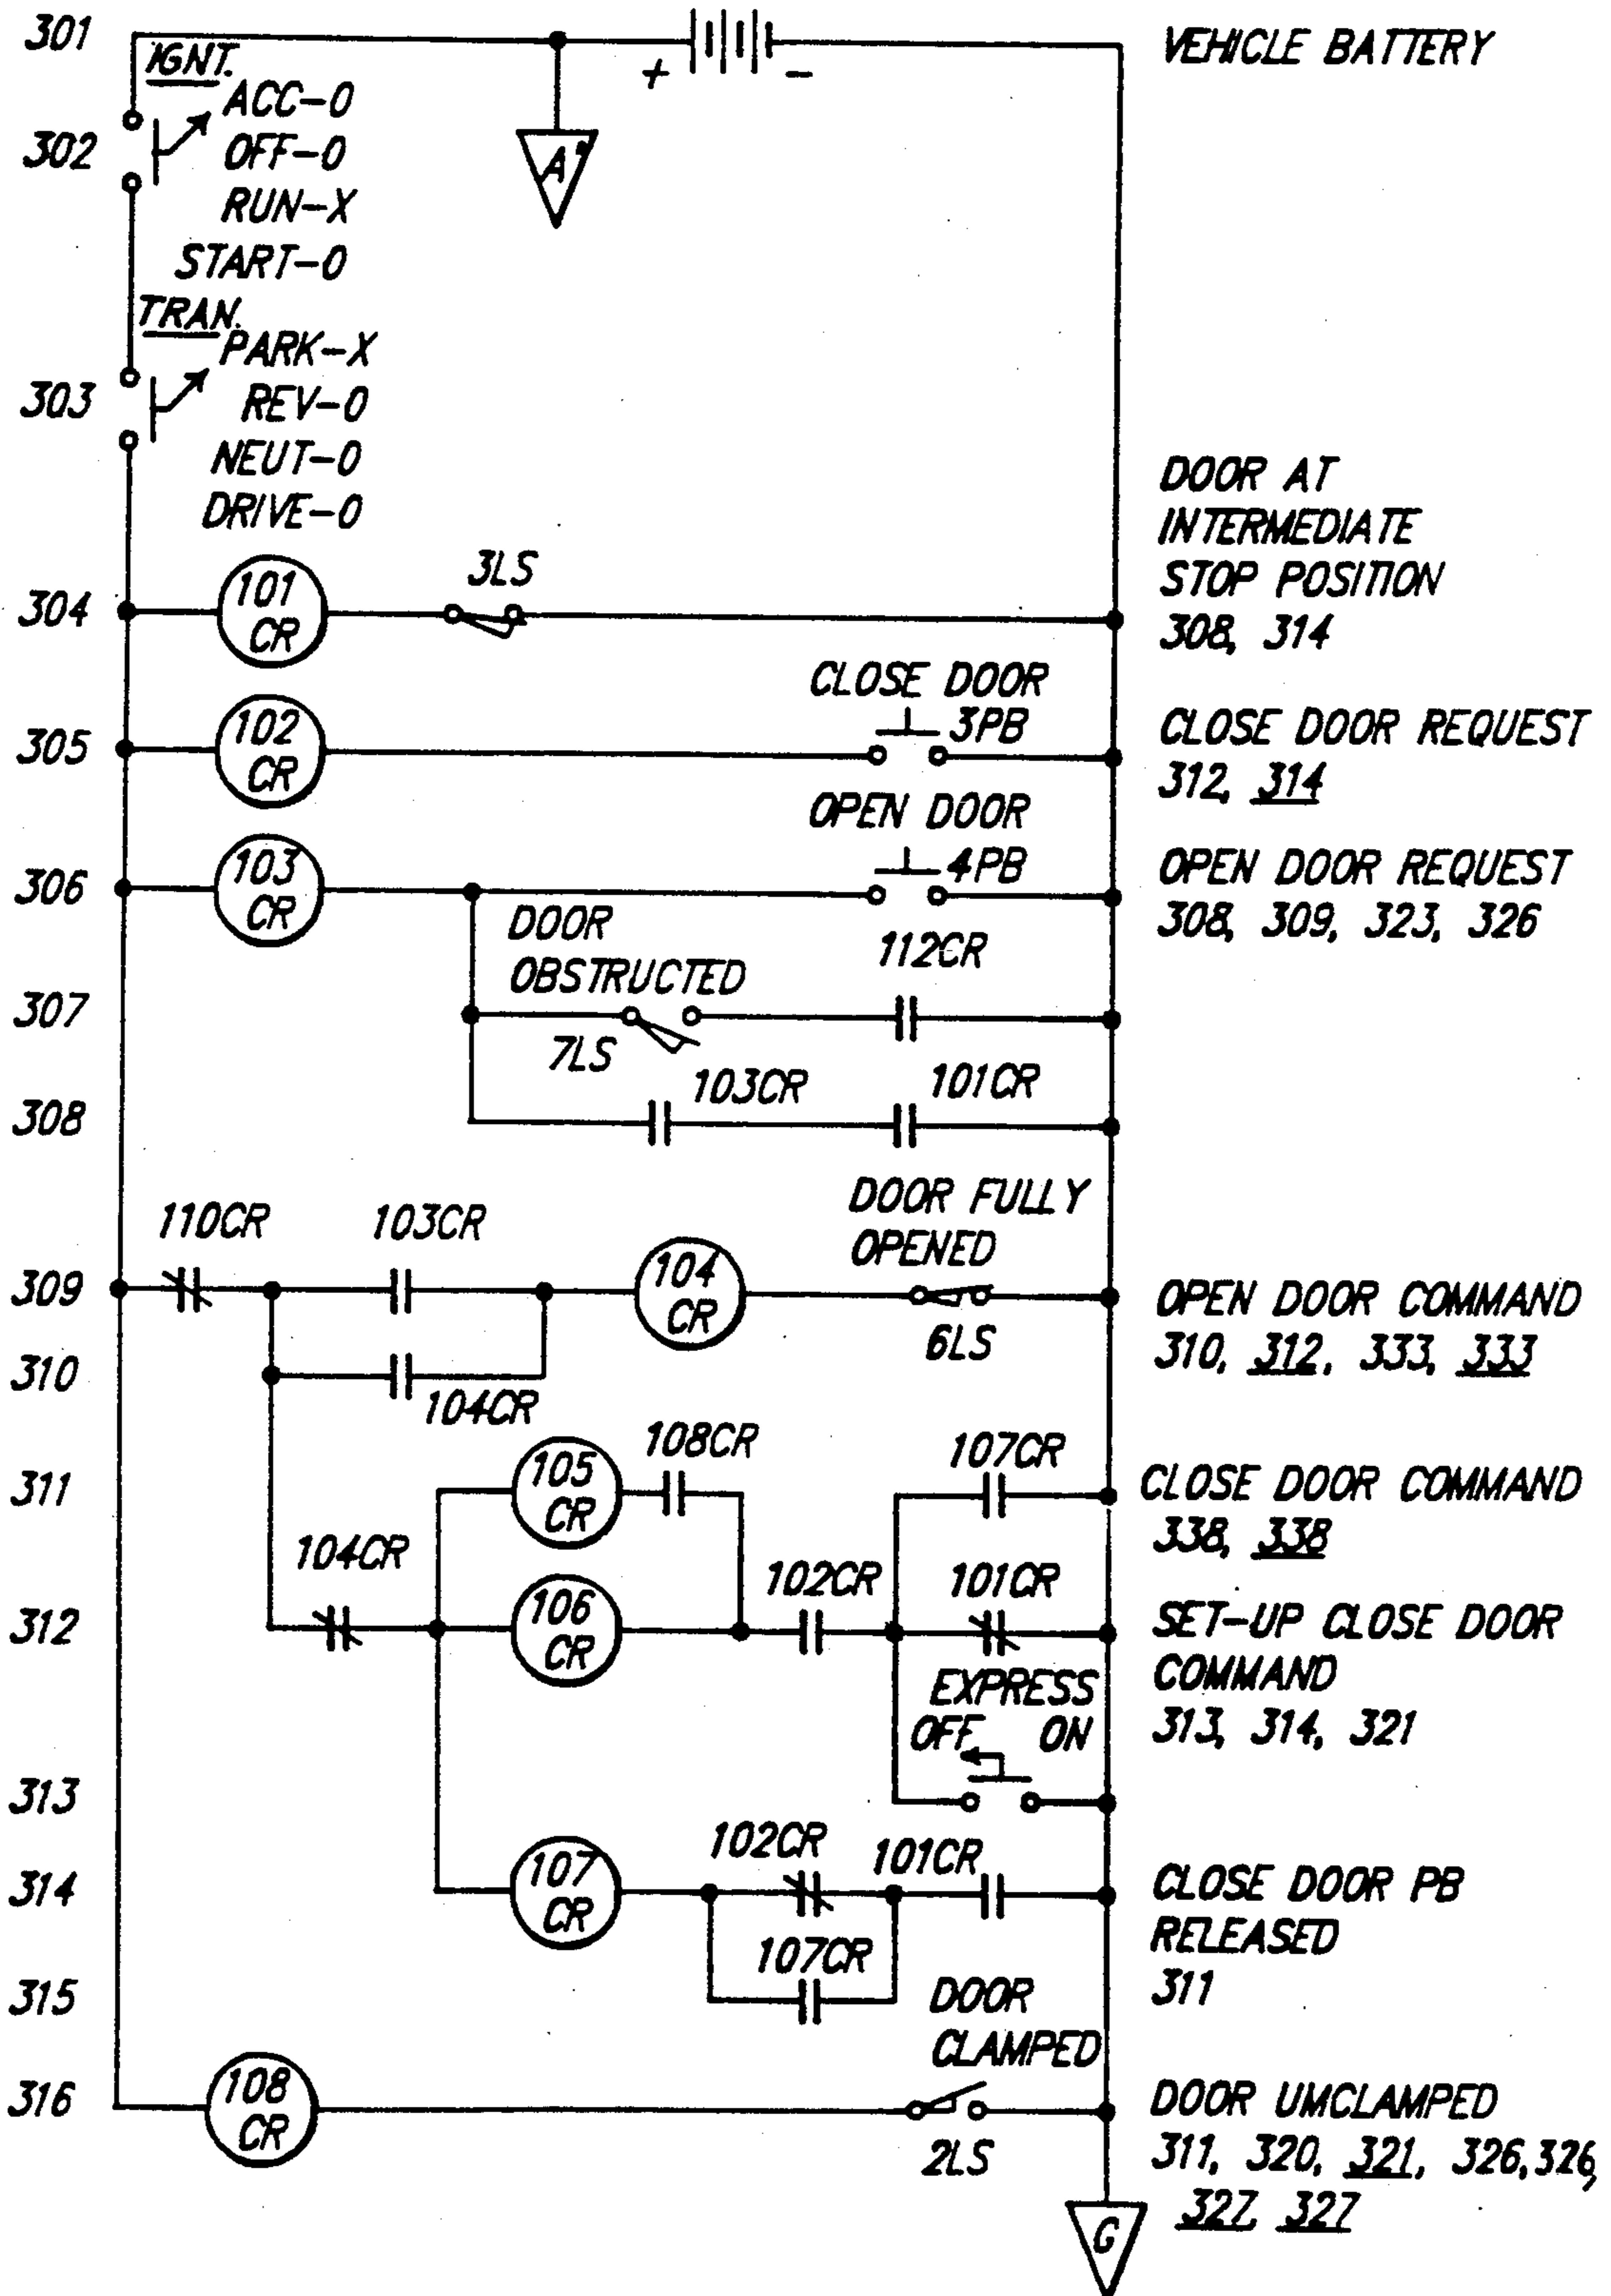 301
VEHICLE BATTERY
IGNT.
+
−
ACC-0
302
OFF-0
A'
RUN-X
START-0
TRAN.
PARK-X
303
REV-0
NEUT-0
DRIVE-0
DOOR AT
INTERMEDIATE
STOP POSITION
308, 314
304
101
CR
3LS
CLOSE DOOR
3PB
305
102
CR
CLOSE DOOR REQUEST
312, 314
OPEN DOOR
4PB
306
103
CR
OPEN DOOR REQUEST
308, 309, 323, 326
DOOR
OBSTRUCTED
112CR
307
7LS
103CR
101CR
308
DOOR FULLY
OPENED
110CR
103CR
309
104
CR
6LS
OPEN DOOR COMMAND
310, 312, 333, 333
310
104CR
108CR
107CR
311
105
CR
CLOSE DOOR COMMAND
338, 338
104CR
102CR
101CR
312
106
CR
SET-UP CLOSE DOOR
COMMAND
313, 314, 321
EXPRESS
OFF ON
313
102CR
101CR
314
107
CR
CLOSE DOOR PB
RELEASED
311
107CR
315
DOOR
CLAMPED
316
108
CR
2LS
DOOR UMCLAMPED
311, 320, 321, 326, 326,
327, 327
G